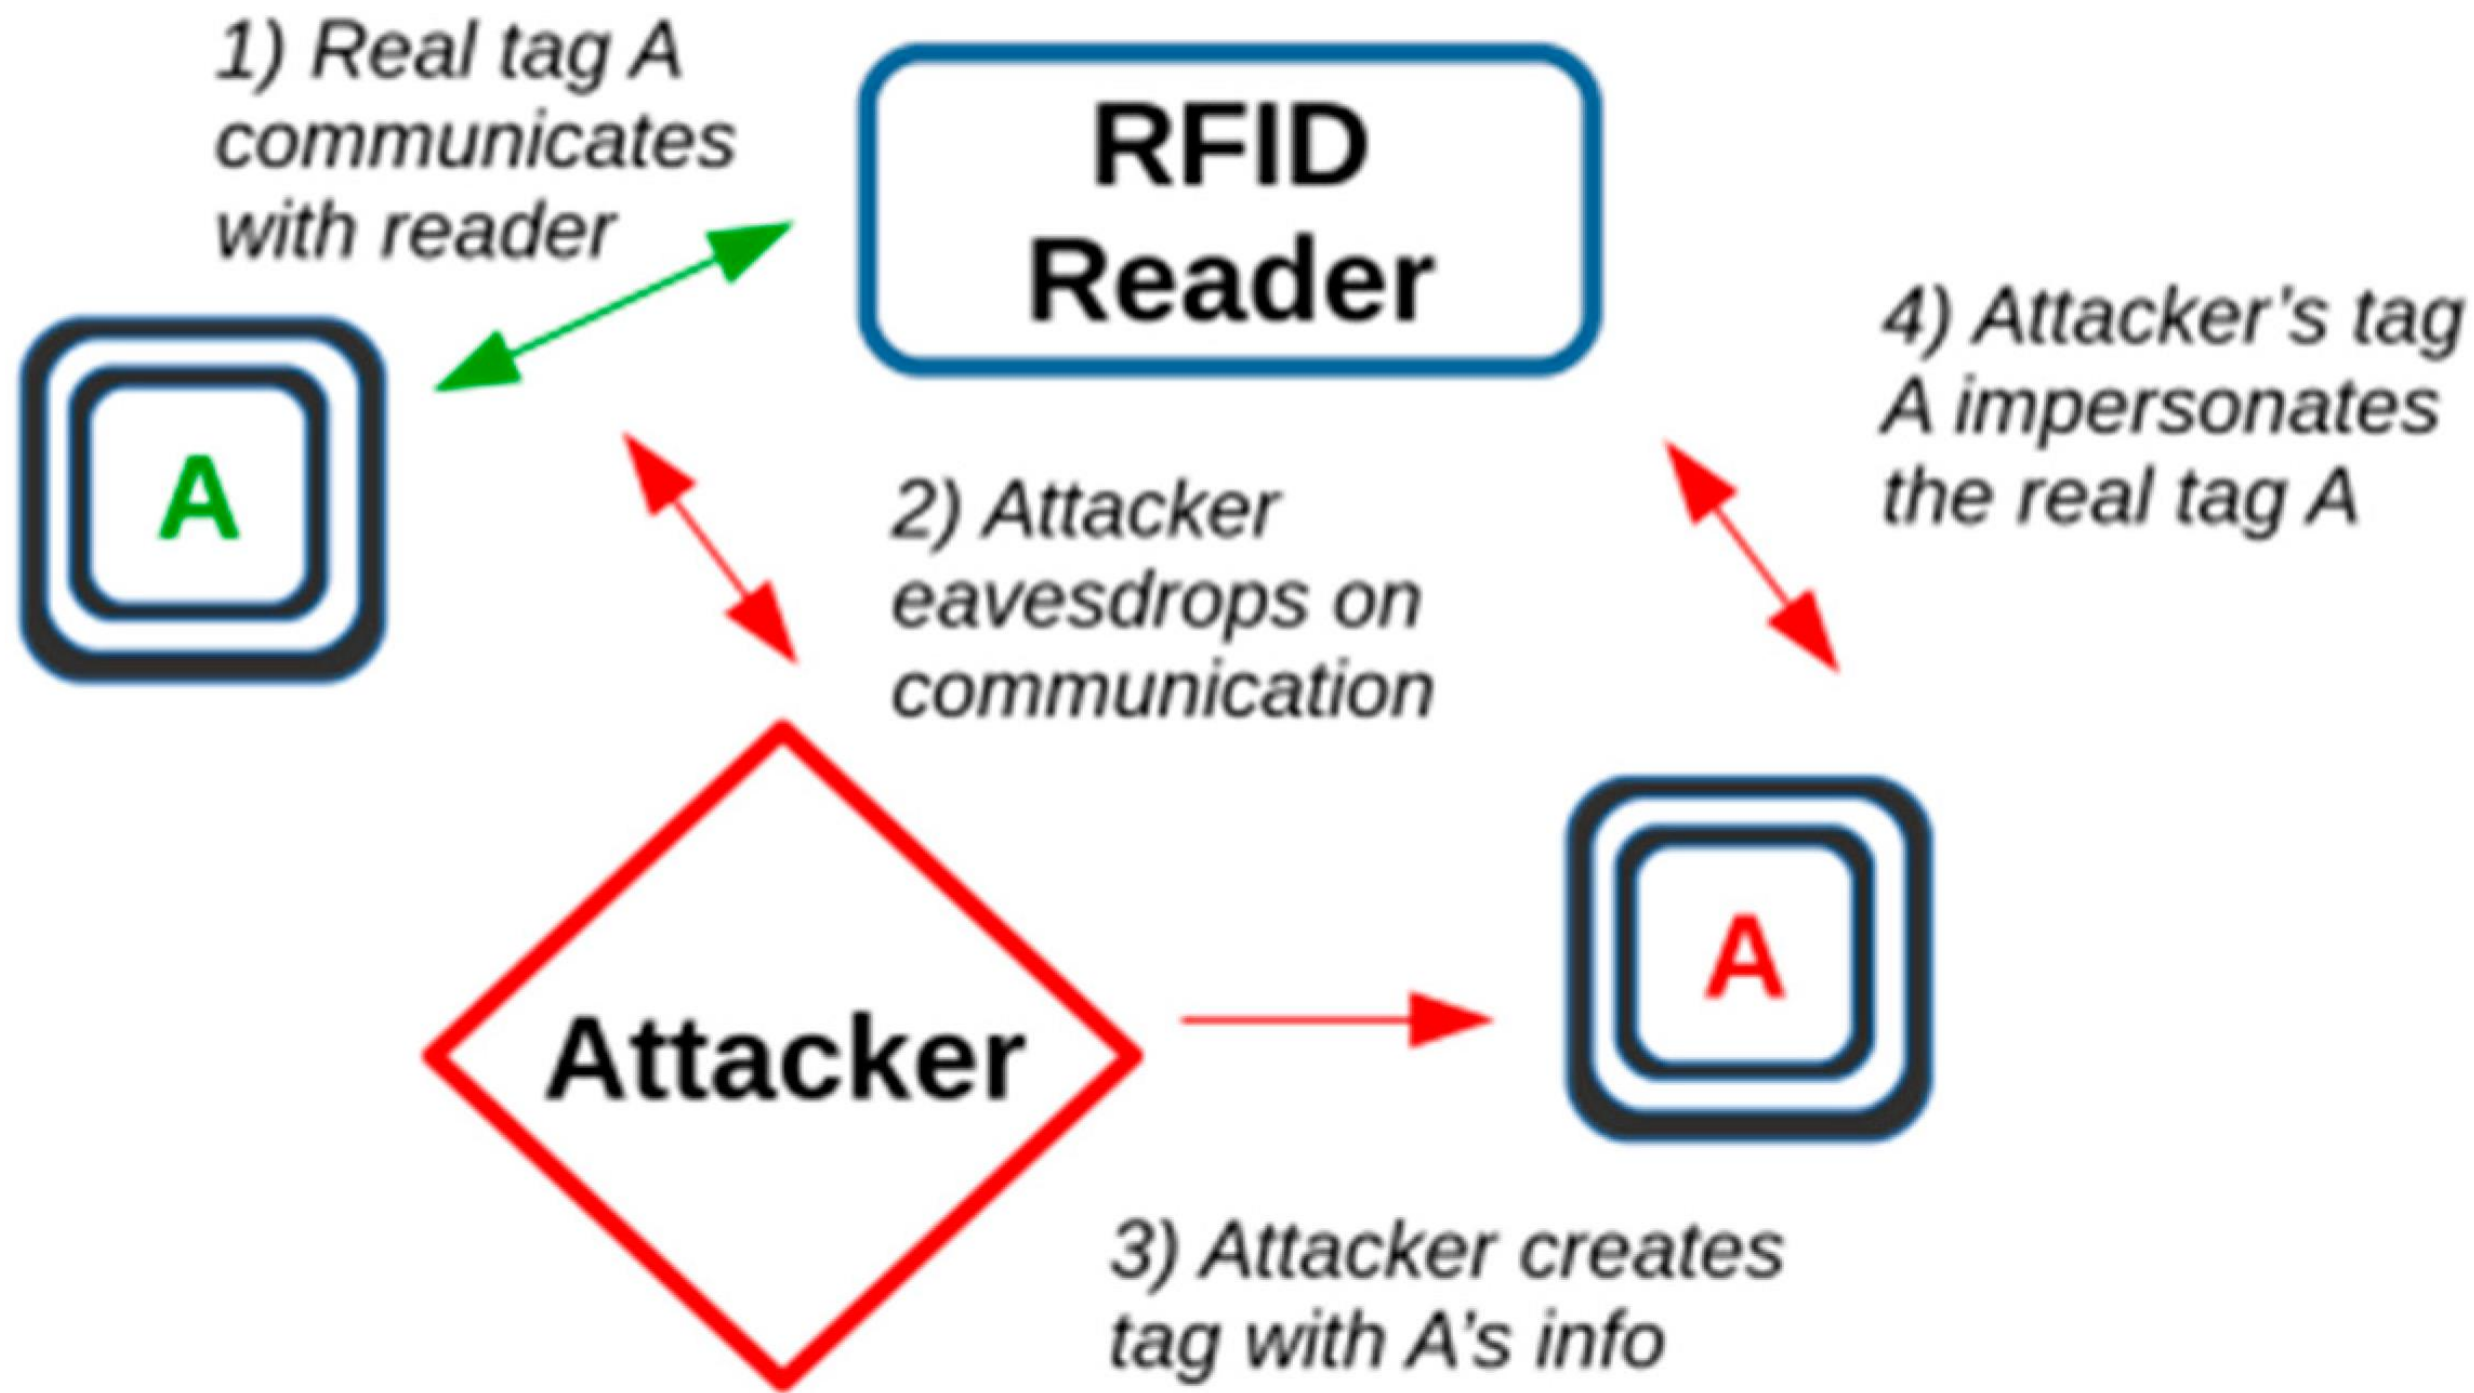 1) Real tag A
communicates
with reader
RFID
Reader
A
2) Attacker
eavesdrops on
communication
4) Attacker's tag
A impersonates
the real tag A
Attacker
A
3) Attacker creates
tag with A's info